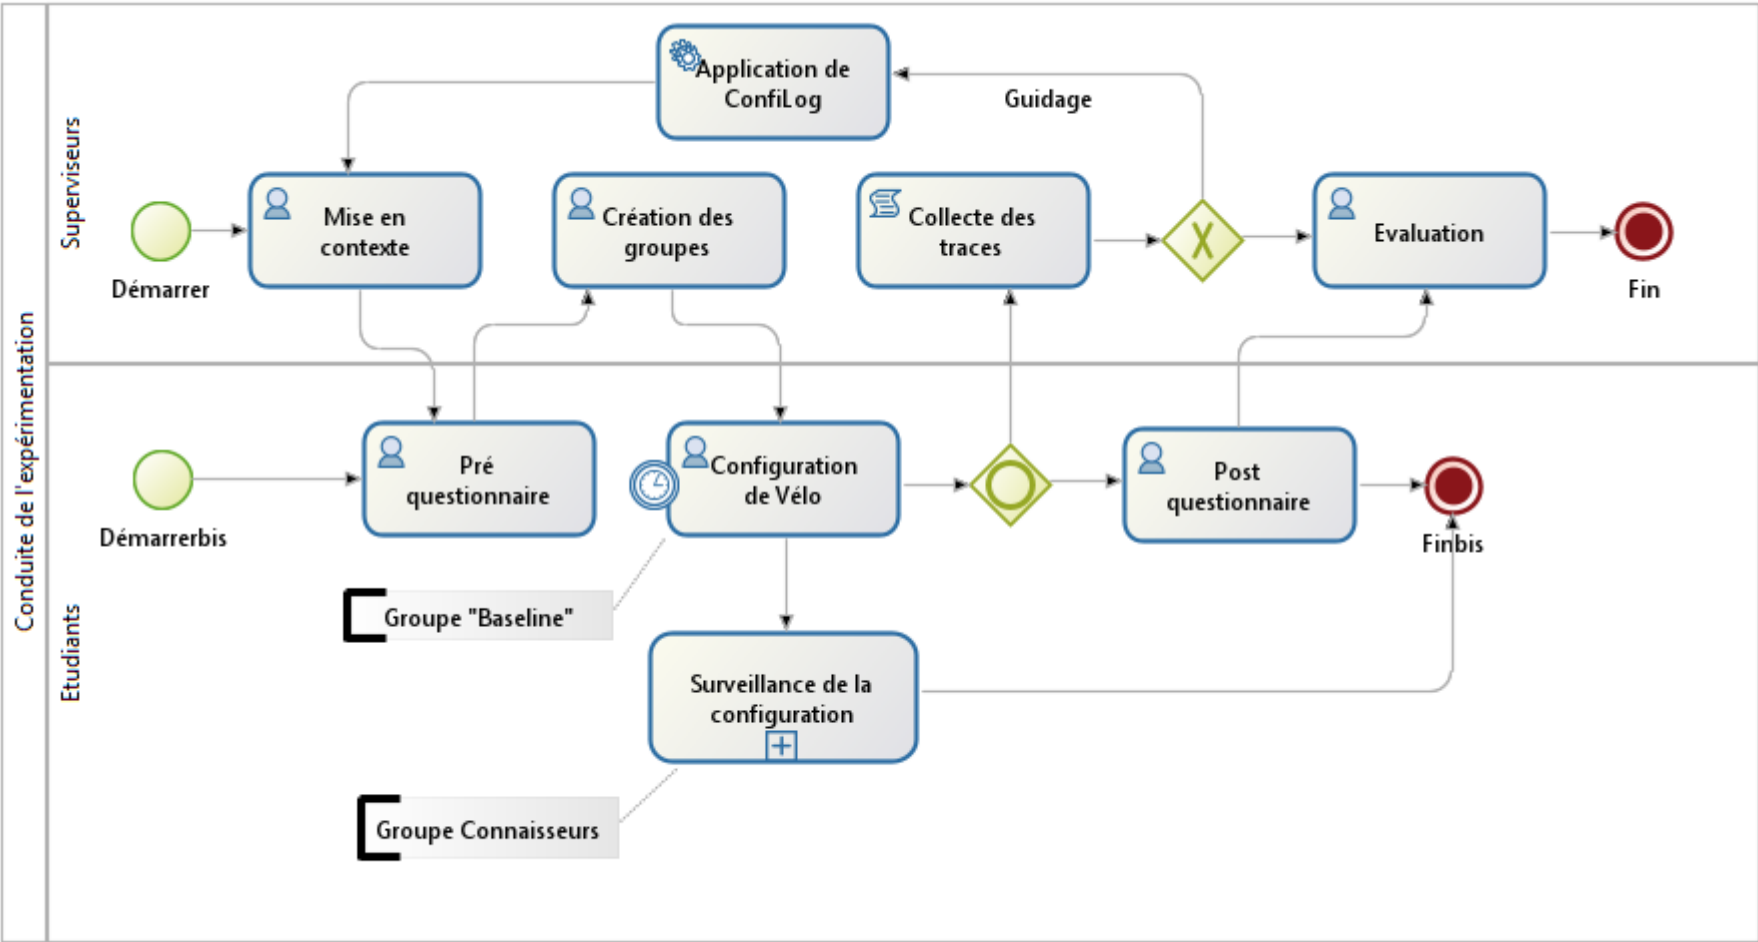 Conduite de l'expérimentation
Superviseurs
Application de
ConfiLog
Guidage
Démarrer
Mise en
contexte
Création des
groupes
Collecte des
traces
X
Evaluation
Fin
Etudiants
Démarrerbis
Pré
questionnaire
Configuration
de Vélo
Post
questionnaire
Finbis
Groupe "Baseline"
Surveillance de la
configuration
Groupe Connaisseurs